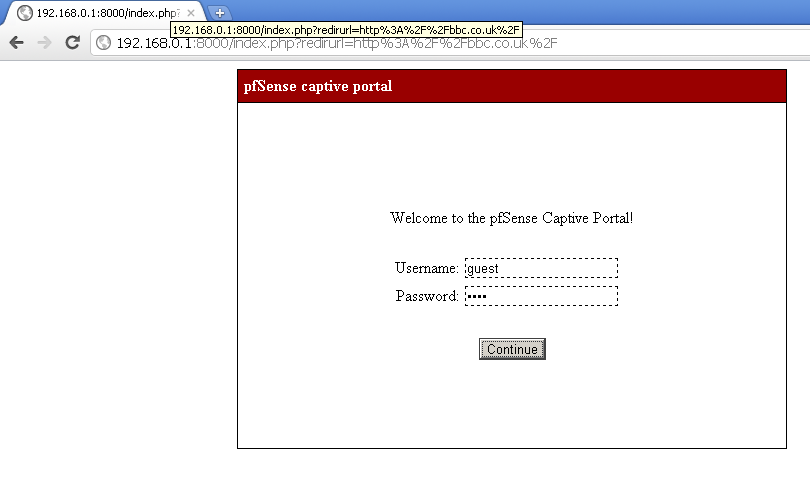 192.168.0.1:8000/index.php?
192.168.0.1:8000/index.php?redirurl=http%3A%2F%2Fbbc.co.uk%2F
192.168.0.1:8000/index.php?redirurl=http%3A%2F%2Fbbc.co.uk%2F
pfSense captive portal
Welcome to the pfSense Captive Portal!
Username: guest
Password: ••••
Continue